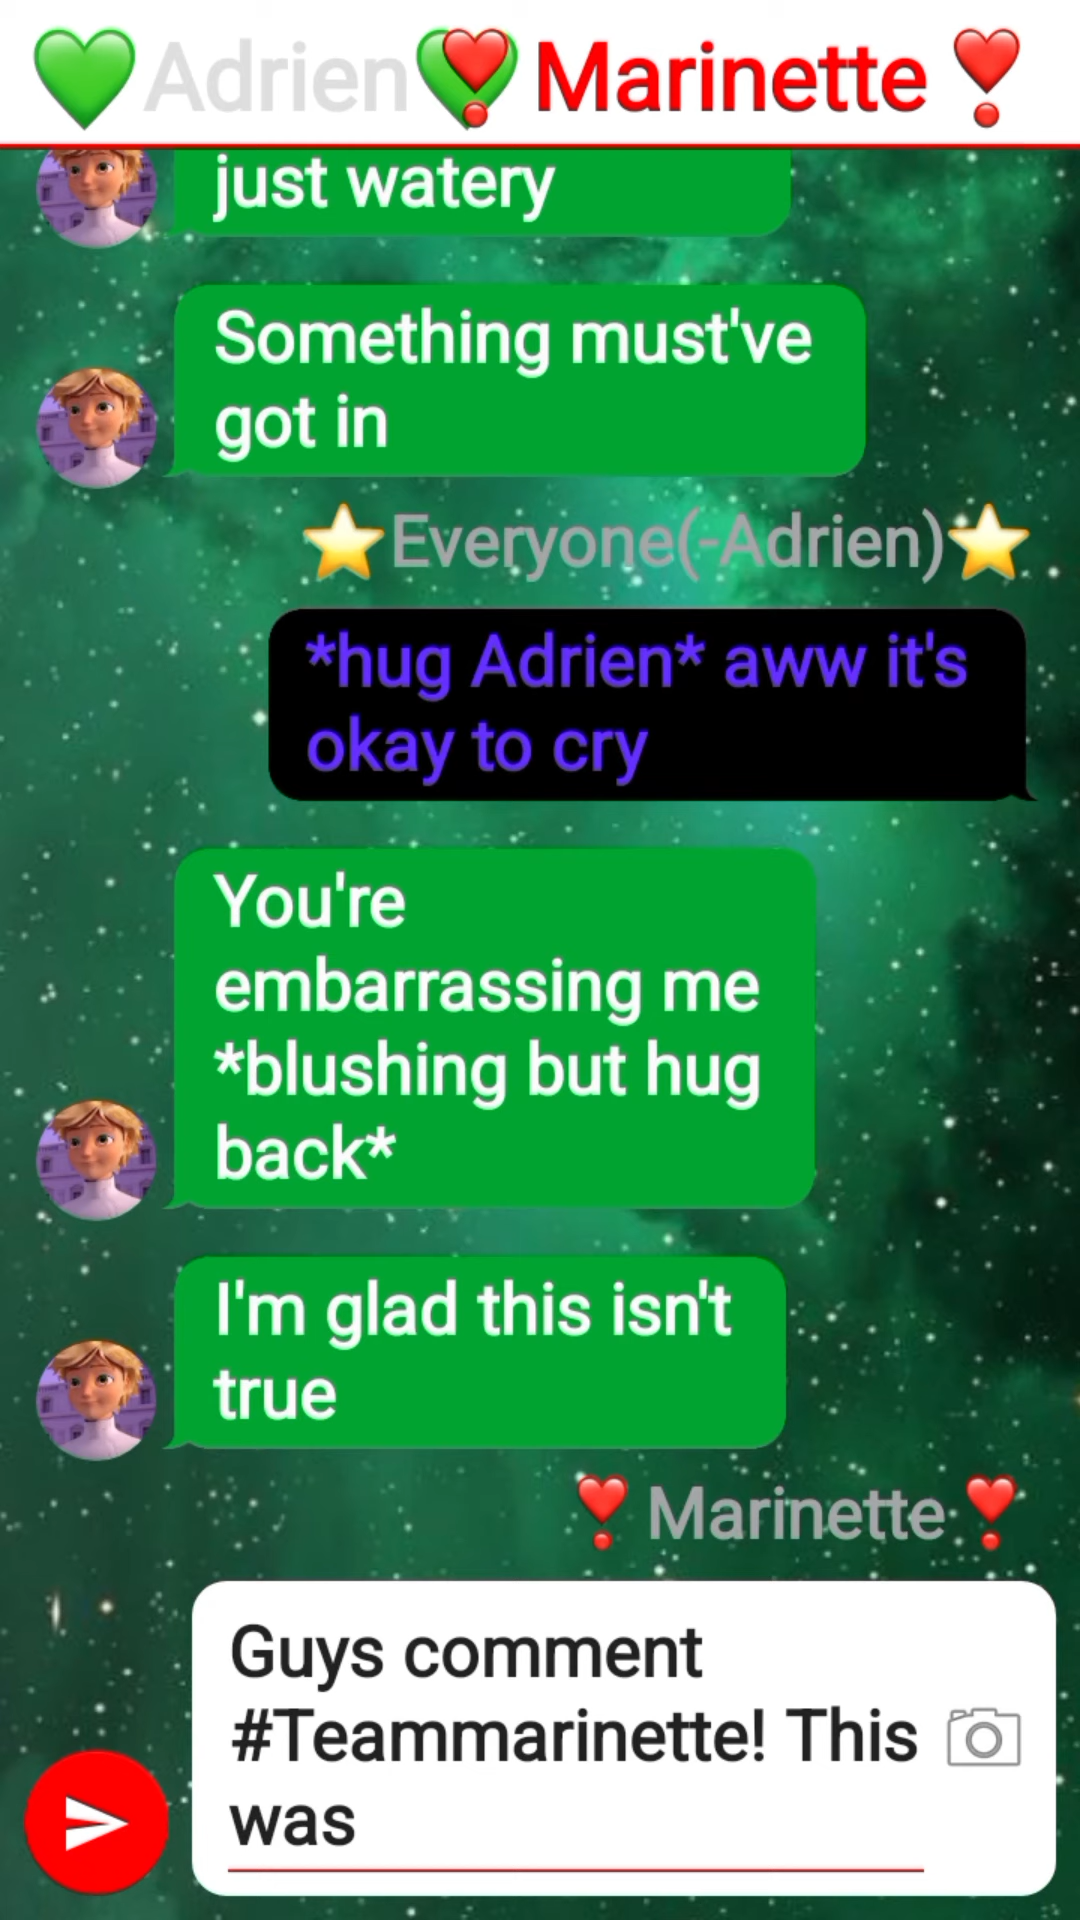 💚Adrien💚❣️Marinette❣️
just watery
Something must've
got in
⭐Everyone(-Adrien)⭐
*hug Adrien* aww it's
okay to cry
You're
embarrassing me
*blushing but hug
back*
I'm glad this isn't
true
❣️Marinette❣️
Guys comment
#Teammarinette! This
was